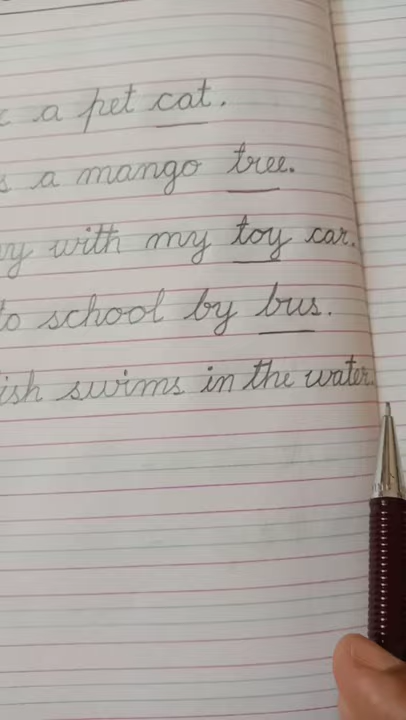 a pet cat.
a mango tree.
with my toy car.
to school by bus.
swims in the water.